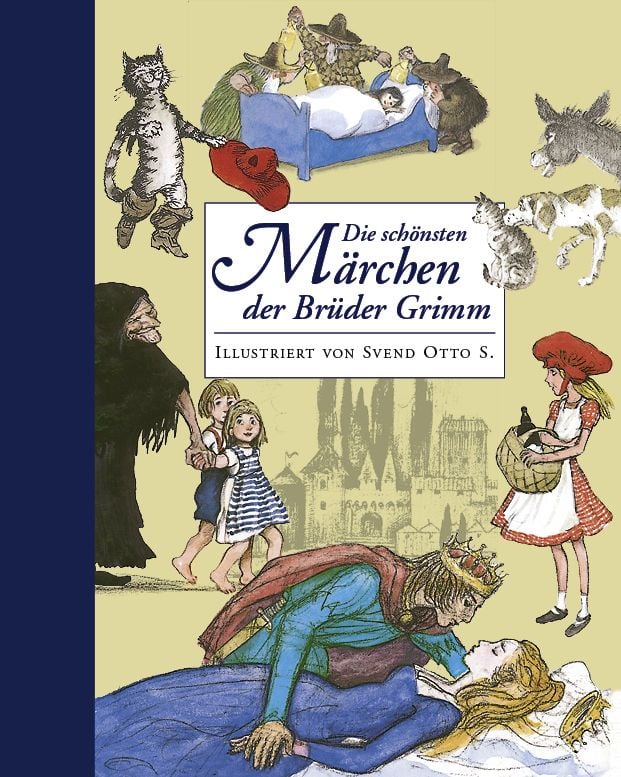 Die schönsten
Märchen
der Brüder Grimm
Illustriert von Svend Otto S.